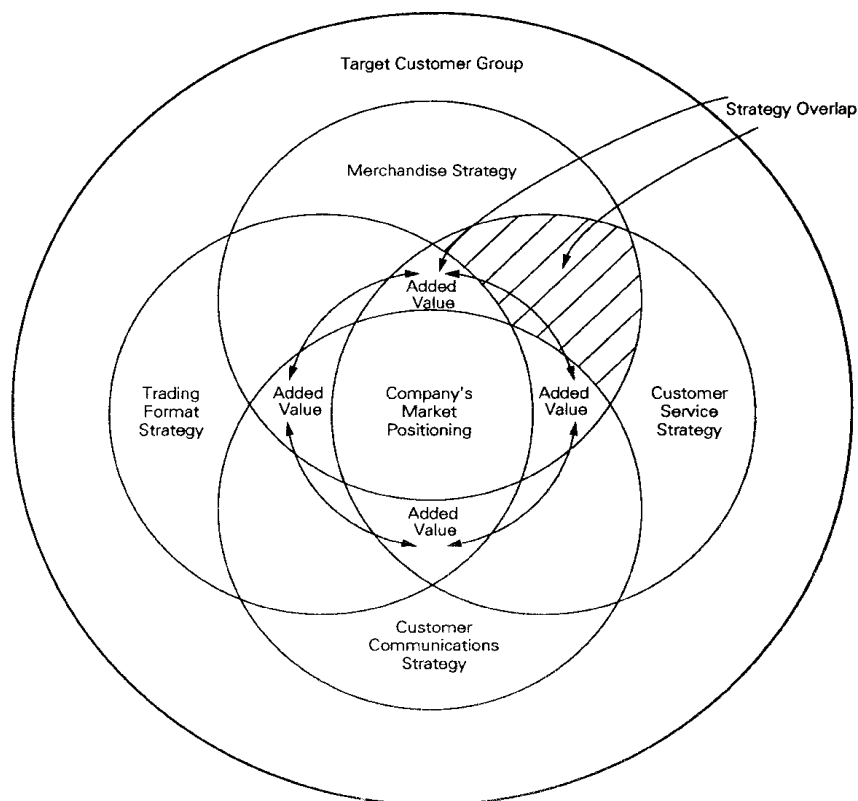 Target Customer Group
Strategy Overlap
Merchandise Strategy
Added
Value
Trading
Format
Strategy
Added
Value
Company's
Market
Positioning
Added
Value
Customer
Service
Strategy
Added
Value
Customer
Communications
Strategy